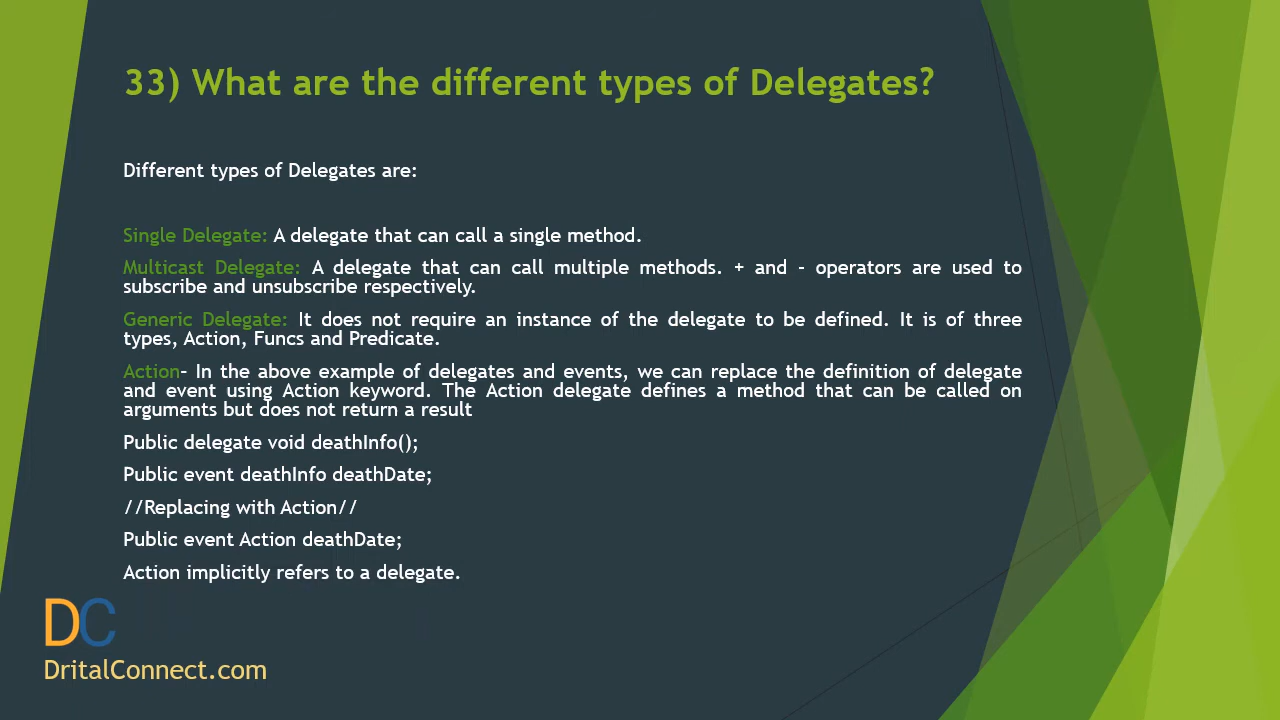 33) What are the different types of Delegates?
Different types of Delegates are:
Single Delegate: A delegate that can call a single method.
Multicast Delegate: A delegate that can call multiple methods. + and - operators are used to
subscribe and unsubscribe respectively.
Generic Delegate: It does not require an instance of the delegate to be defined. It is of three
types, Action, Funcs and Predicate.
Action– In the above example of delegates and events, we can replace the definition of delegate
and event using Action keyword. The Action delegate defines a method that can be called on
arguments but does not return a result
Public delegate void deathInfo();
Public event deathInfo deathDate;
//Replacing with Action//
Public event Action deathDate;
Action implicitly refers to a delegate.
DC
DritalConnect.com